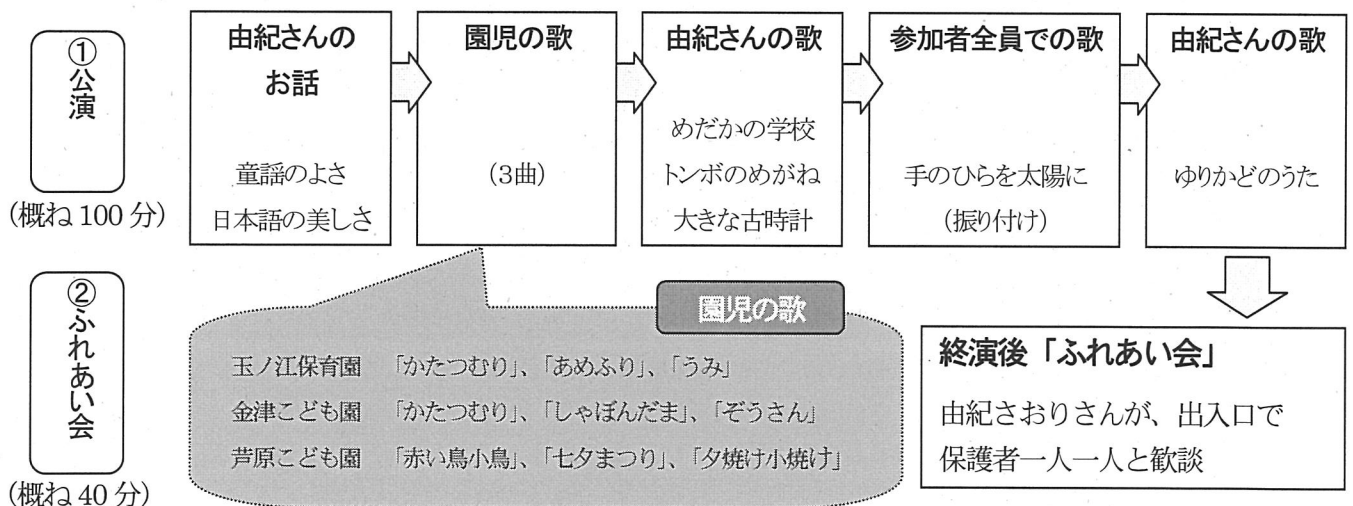 ①公演
(概ね 100 分)
由紀さんの
お話
童謡のよさ
日本語の美しさ
園児の歌
(3曲)
由紀さんの歌
めだかの学校
トンボのめがね
大きな古時計
参加者全員での歌
手のひらを太陽に
(振り付け)
由紀さんの歌
ゆりかどのうた
②ふれあい会
(概ね 40 分)
園児の歌
玉ノ江保育園 「かたつむり」、「あめふり」、「うみ」
金津こども園 「かたつむり」、「しゃぼんだま」、「ぞうさん」
芦原こども園 「赤い鳥小鳥」、「七夕まつり」、「夕焼け小焼け」
終演後「ふれあい会」
由紀さおりさんが、出入口で
保護者一人一人と歓談